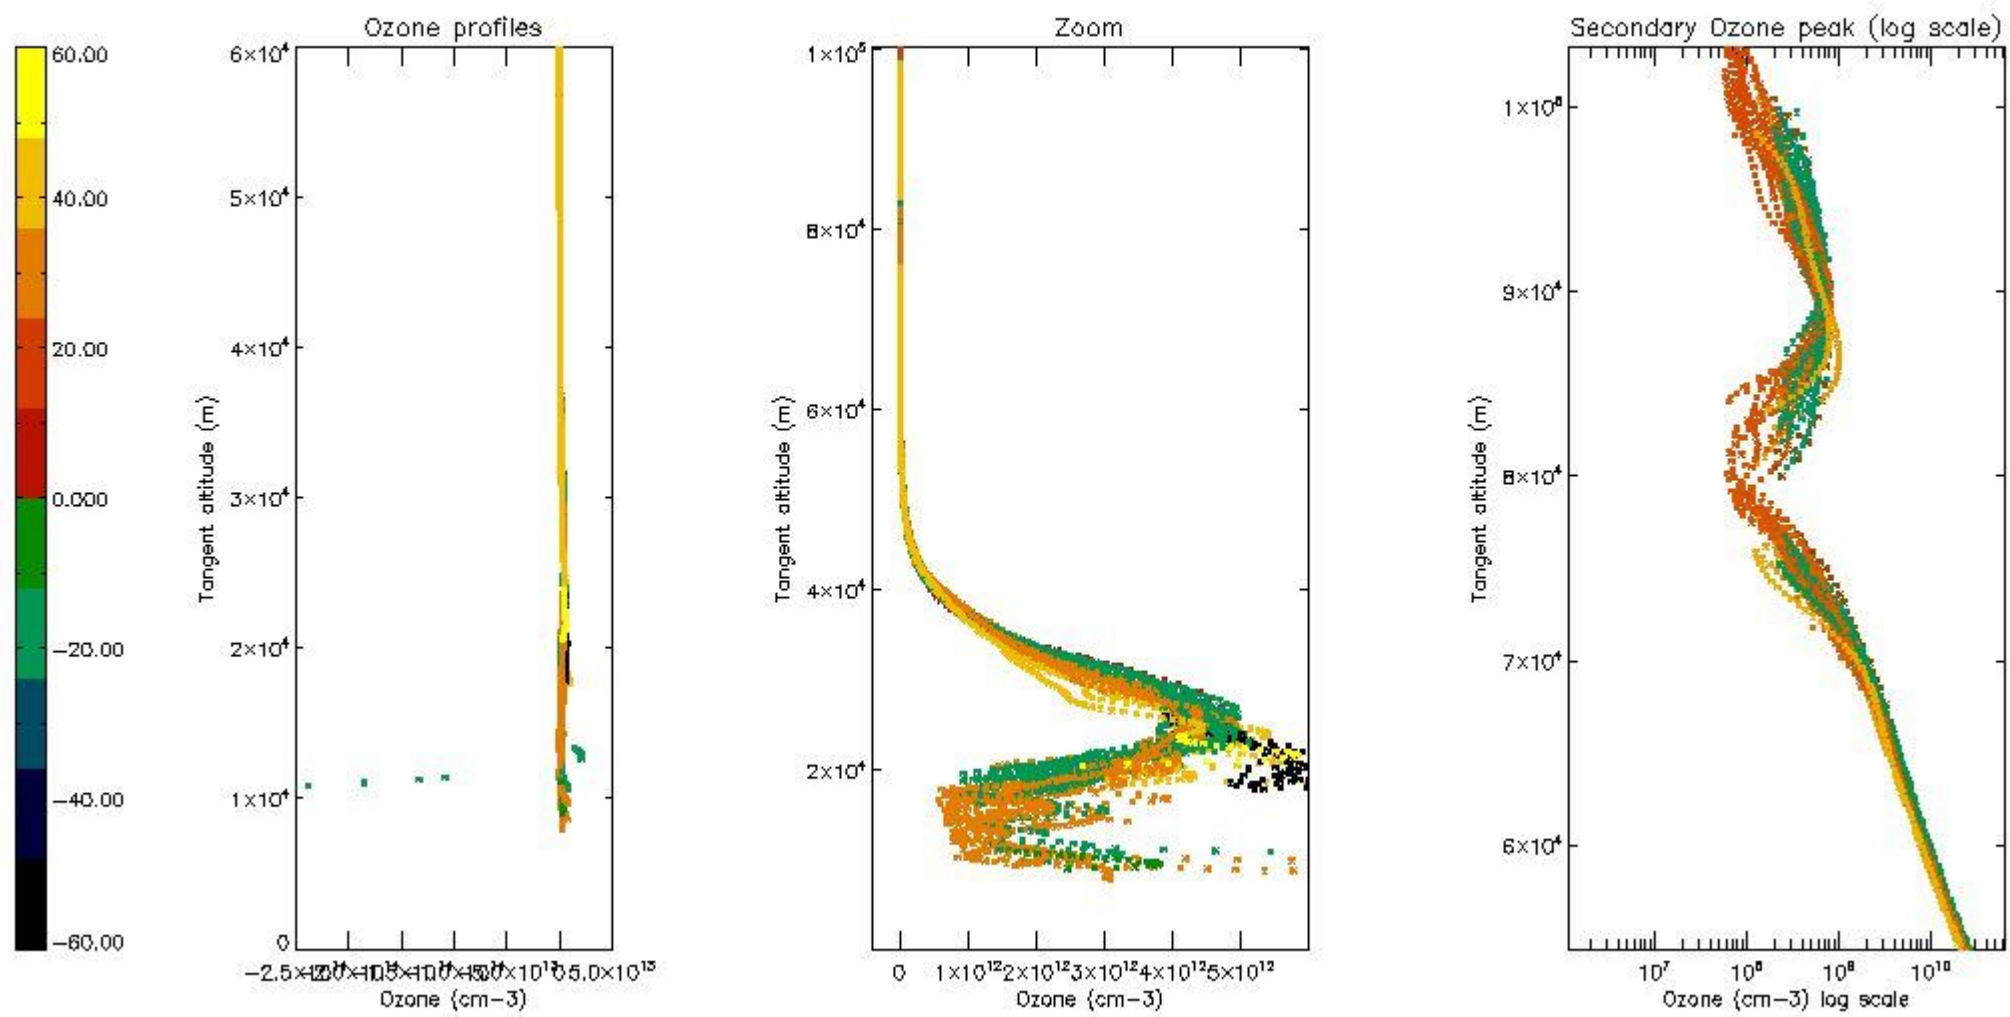 Ozone profiles
Zoom
Secondary Ozone peak (log scale)
60.00
40.00
20.00
0.000
−20.00
−40.00
−60.00
6×10⁴
5×10⁴
4×10⁴
3×10⁴
2×10⁴
1×10⁴
0
Tangent altitude (m)
5.0×10¹³
Ozone (cm−3)
1×10⁵
8×10⁴
6×10⁴
4×10⁴
2×10⁴
Tangent altitude (m)
0 1×10¹² 2×10¹² 3×10¹² 4×10¹² 5×10¹²
Ozone (cm−3)
1×10⁵
9×10⁴
8×10⁴
7×10⁴
6×10⁴
Tangent altitude (m)
10⁷ 10⁸ 10⁹ 10¹⁰
Ozone (cm−3) log scale